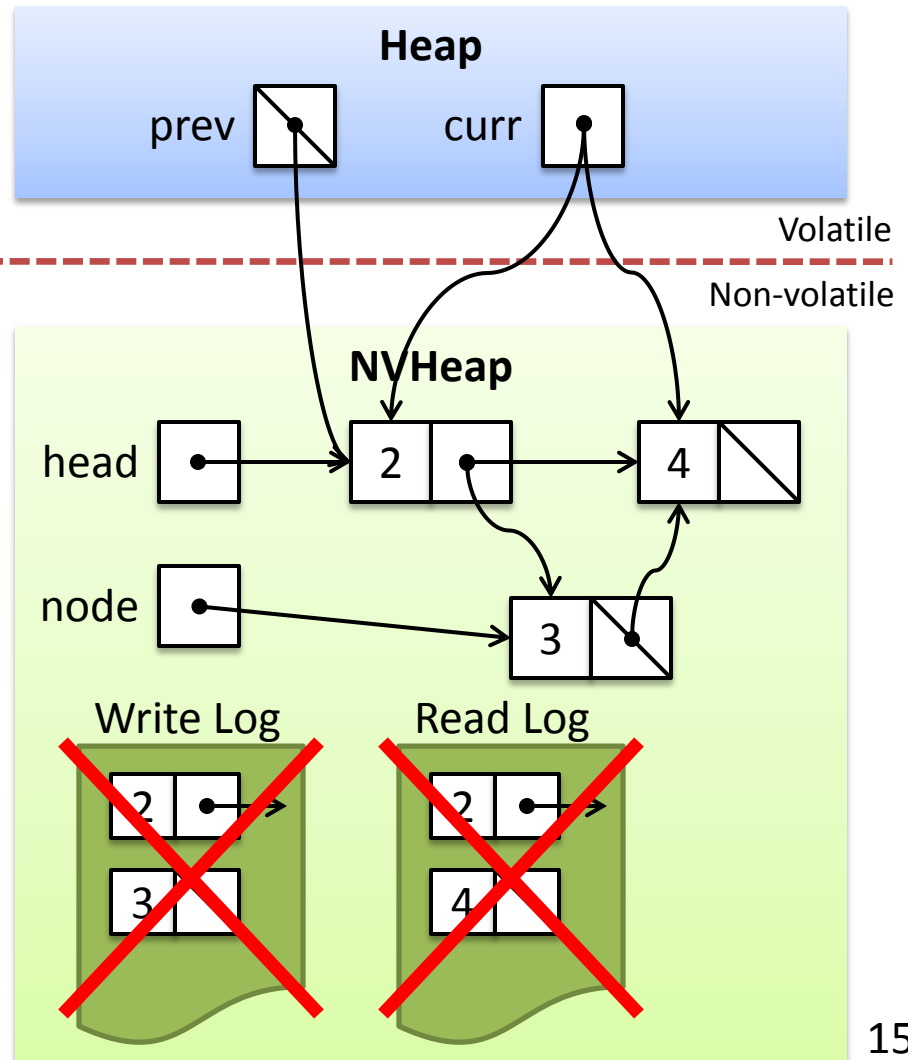 Heap
prev curr
Volatile
Non-volatile
NVHeap
head 2 4
node 3
Write Log Read Log
2 2
3 4
15